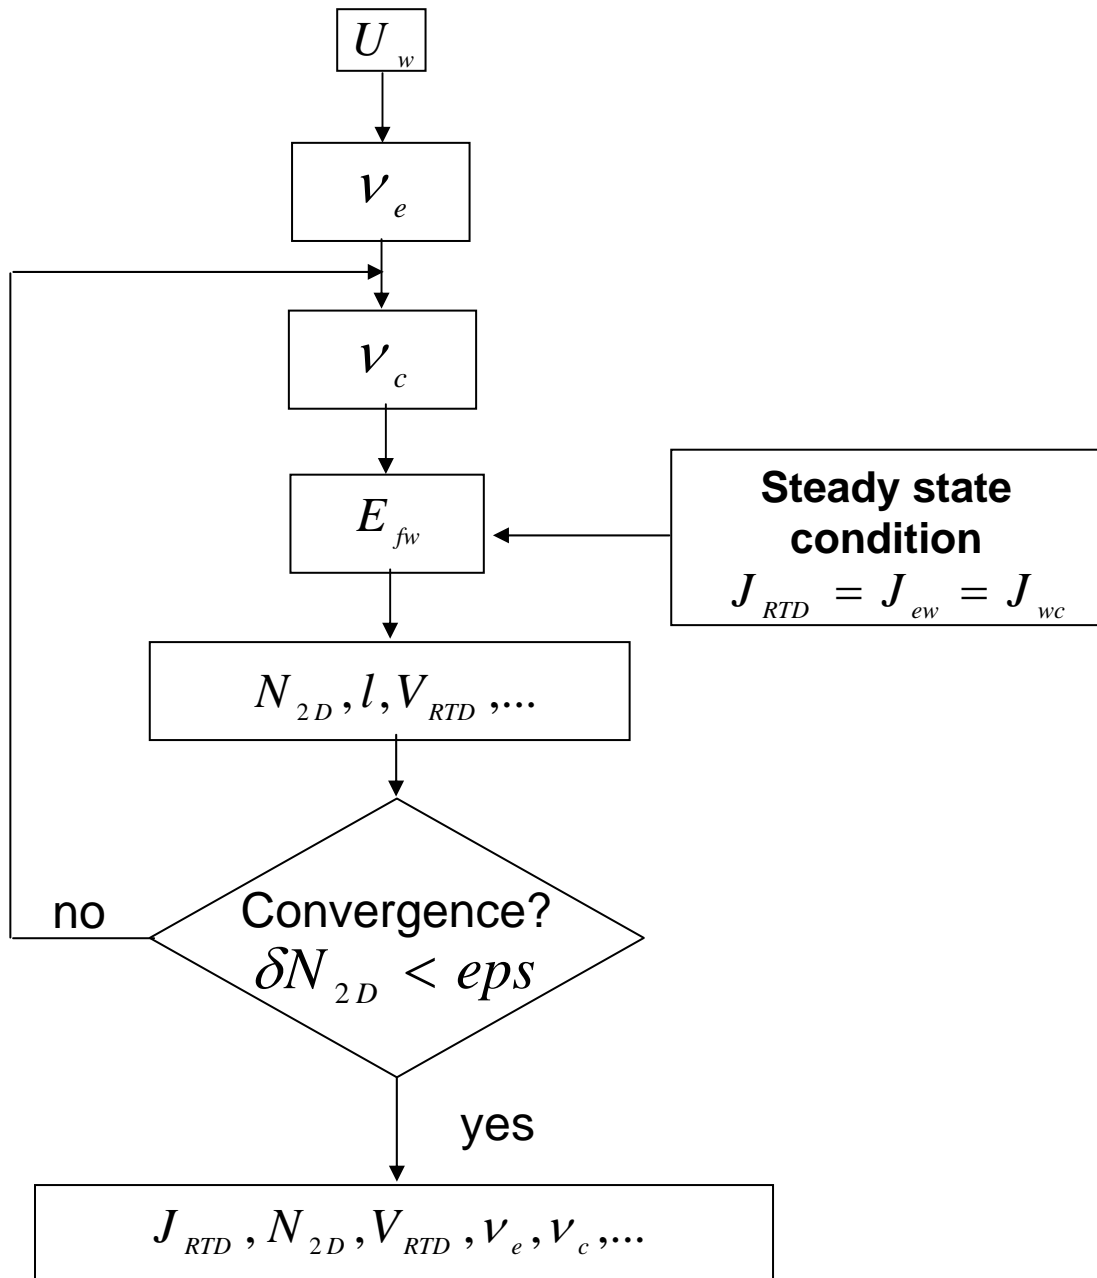 U_w
ν_e
ν_c
E_fw
Steady state
condition
J_RTD = J_ew = J_wc
N_2D, l, V_RTD,...
no
Convergence?
δN_2D < eps
yes
J_RTD, N_2D, V_RTD, ν_e, ν_c,...